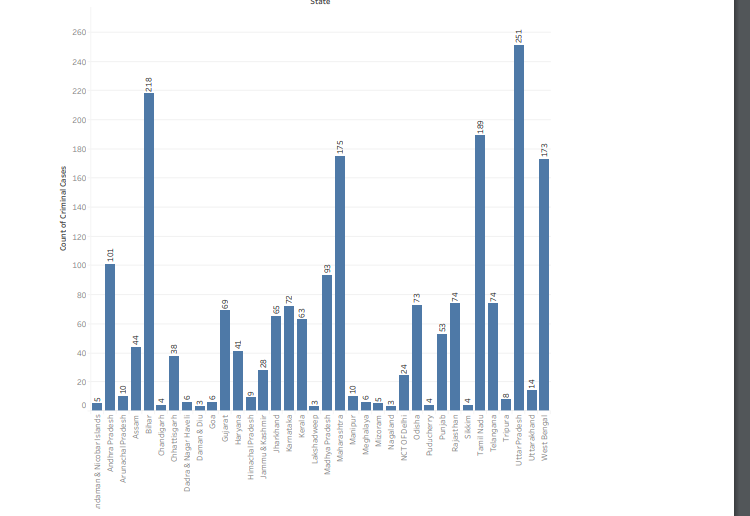 State
260
240
220
200
180
160
140
120
100
80
60
40
20
0
Count of Criminal Cases
5
101
10
44
218
4
38
6
3
6
69
41
9
28
65
72
63
3
93
175
10
6
5
3
24
73
4
53
74
4
189
74
8
251
14
173
ndaman & Nicobar Islands
Andhra Pradesh
Arunachal Pradesh
Assam
Bihar
Chandigarh
Chhattisgarh
Dadra & Nagar Haveli
Daman & Diu
Goa
Gujarat
Haryana
Himachal Pradesh
Jammu & Kashmir
Jharkhand
Karnataka
Kerala
Lakshadweep
Madhya Pradesh
Maharashtra
Manipur
Meghalaya
Mizoram
Nagaland
NCT OF Delhi
Odisha
Puducherry
Punjab
Rajasthan
Sikkim
Tamil Nadu
Telangana
Tripura
Uttar Pradesh
Uttarakhand
West Bengal